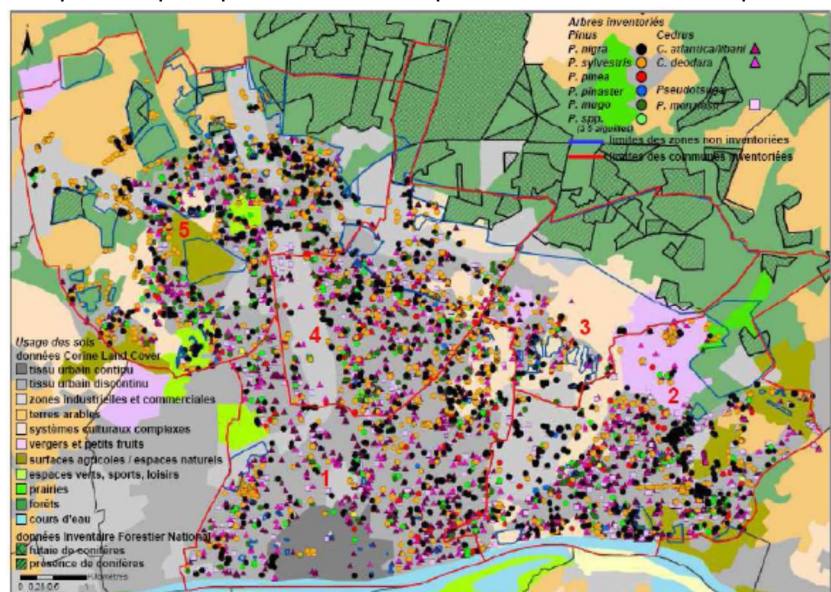 Arbres inventoriés
Pinus Cedrus
P. nigra C. atlantica/libani
P. sylvestris C. deodara
P. pinea
P. pinaster Pseudotsuga
P. mugo P. menziesii
P. spp.
(3 5 aiguilles)
limites des zones non inventoriées
limites des communes inventoriées
5
3
4
2
1
Usage des sols
données Corine Land Cover
tissu urbain continu
tissu urbain discontinu
zones industrielles et commerciales
terres arables
systèmes culturaux complexes
vergers et petits fruits
surfaces agricoles / espaces naturels
espaces verts, sports, loisirs
prairies
forêts
cours d'eau
données Inventaire Forestier National
futaie de conifères
présence de conifères
Kilomètres